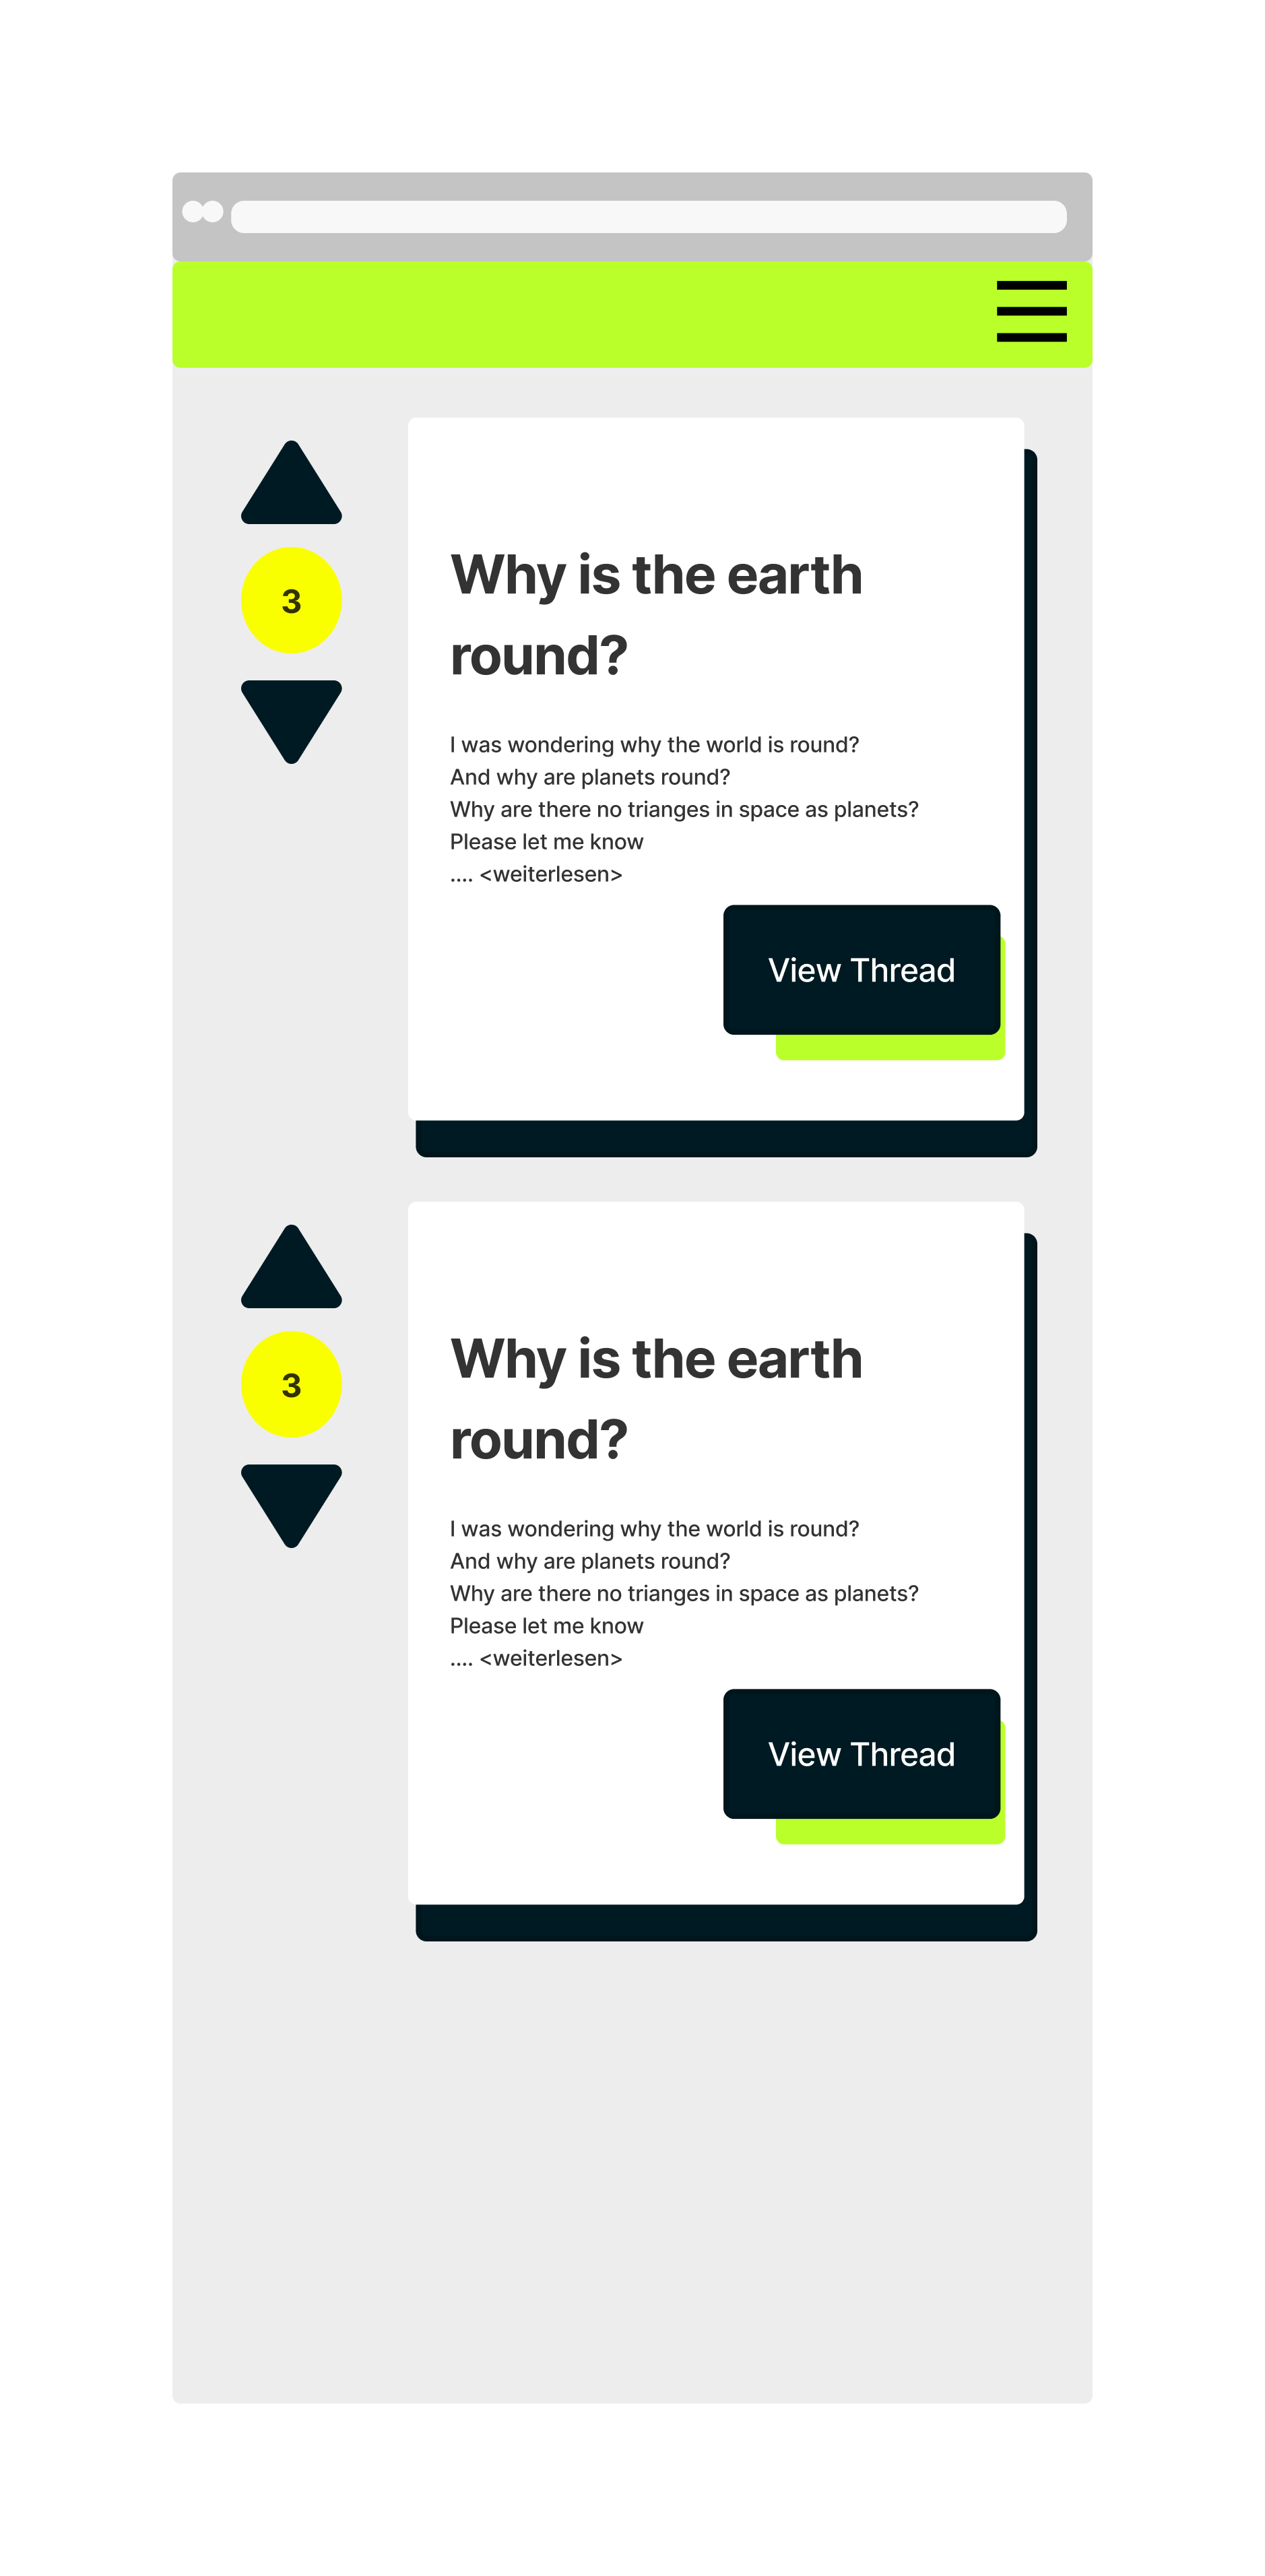 3
Why is the earth
round?
I was wondering why the world is round?
And why are planets round?
Why are there no trianges in space as planets?
Please let me know
.... <weiterlesen>
View Thread
3
Why is the earth
round?
I was wondering why the world is round?
And why are planets round?
Why are there no trianges in space as planets?
Please let me know
.... <weiterlesen>
View Thread